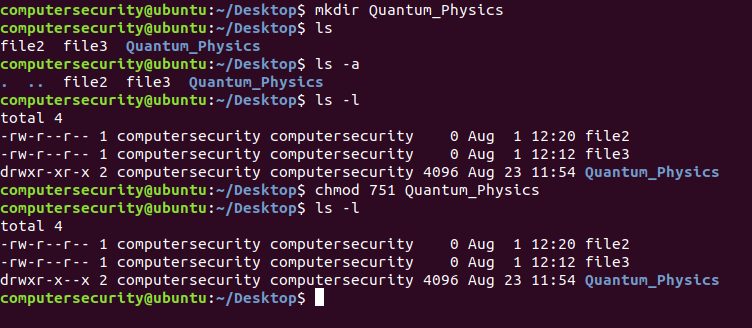 computersecurity@ubuntu:~/Desktop$ mkdir Quantum_Physics
computersecurity@ubuntu:~/Desktop$ ls
file2  file3  Quantum_Physics
computersecurity@ubuntu:~/Desktop$ ls -a
.  ..  file2  file3  Quantum_Physics
computersecurity@ubuntu:~/Desktop$ ls -l
total 4
-rw-r--r-- 1 computersecurity computersecurity    0 Aug  1 12:20 file2
-rw-r--r-- 1 computersecurity computersecurity    0 Aug  1 12:12 file3
drwxr-xr-x 2 computersecurity computersecurity 4096 Aug 23 11:54 Quantum_Physics
computersecurity@ubuntu:~/Desktop$ chmod 751 Quantum_Physics
computersecurity@ubuntu:~/Desktop$ ls -l
total 4
-rw-r--r-- 1 computersecurity computersecurity    0 Aug  1 12:20 file2
-rw-r--r-- 1 computersecurity computersecurity    0 Aug  1 12:12 file3
drwxr-x--x 2 computersecurity computersecurity 4096 Aug 23 11:54 Quantum_Physics
computersecurity@ubuntu:~/Desktop$